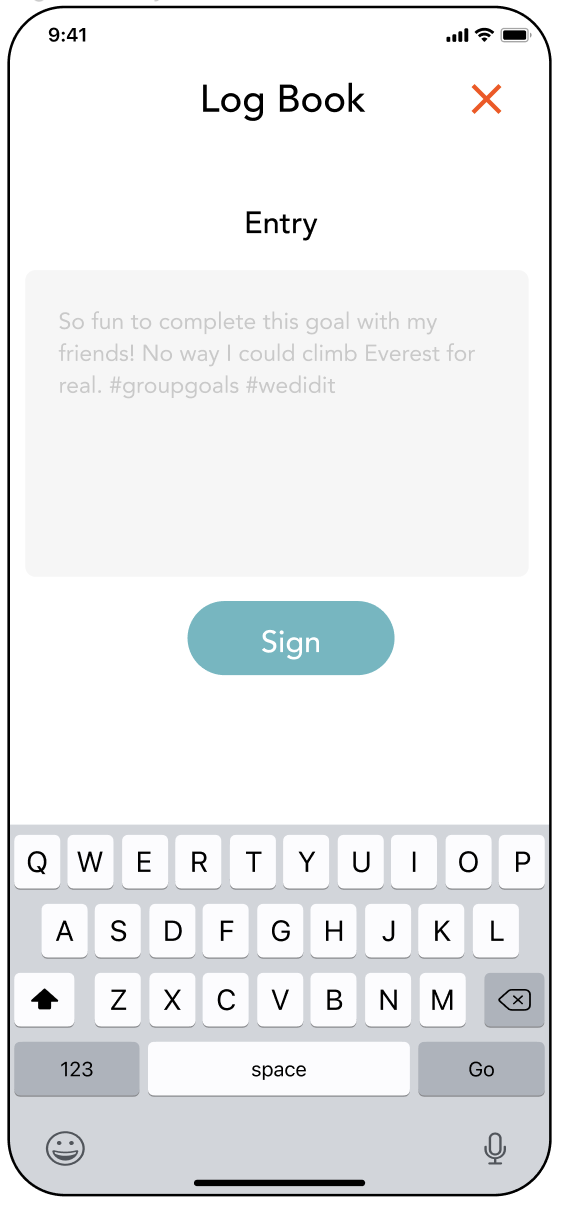 9:41
Log Book
Entry
So fun to complete this goal with my
friends! No way I could climb Everest for
real. #groupgoals #wedidit
Sign
Q W E R T Y U I O P
A S D F G H J K L
Z X C V B N M
123 space Go